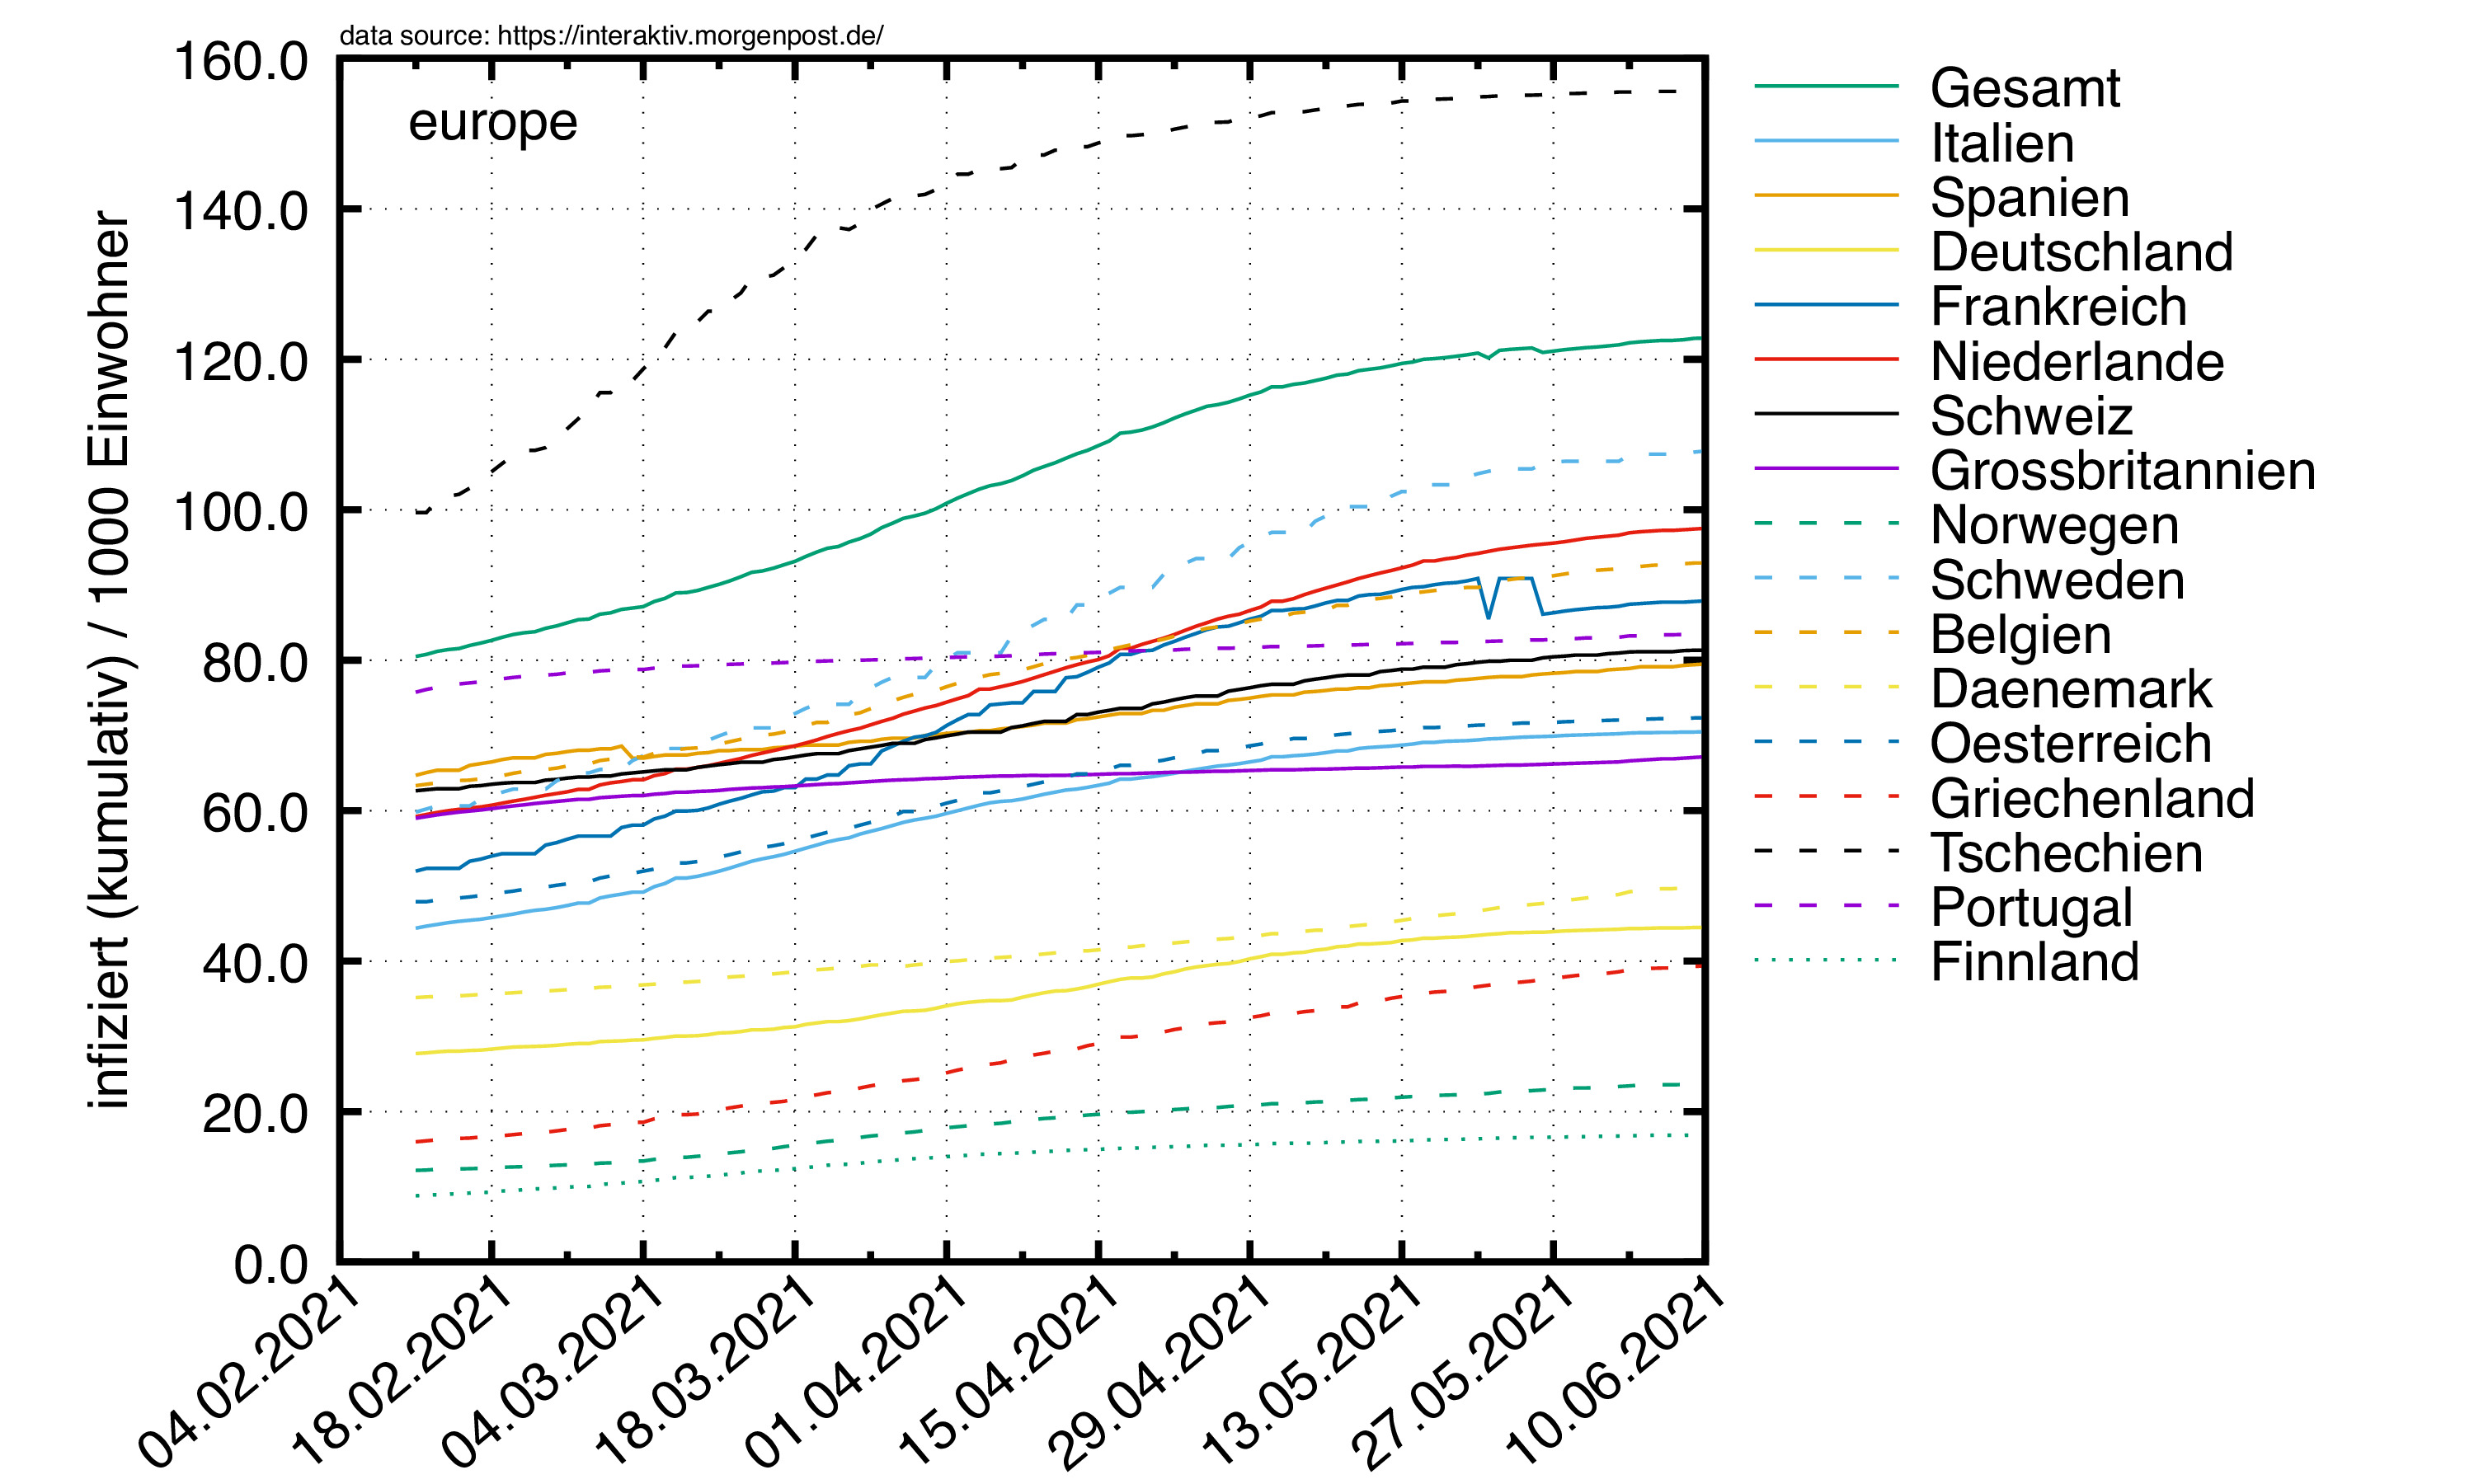 data source: https://interaktiv.morgenpost.de/
europe
infiziert (kumulativ) / 1000 Einwohner
160.0
140.0
120.0
100.0
80.0
60.0
40.0
20.0
0.0
04.02.2021
18.02.2021
04.03.2021
18.03.2021
01.04.2021
15.04.2021
29.04.2021
13.05.2021
27.05.2021
10.06.2021
Gesamt
Italien
Spanien
Deutschland
Frankreich
Niederlande
Schweiz
Grossbritannien
Norwegen
Schweden
Belgien
Daenemark
Oesterreich
Griechenland
Tschechien
Portugal
Finnland